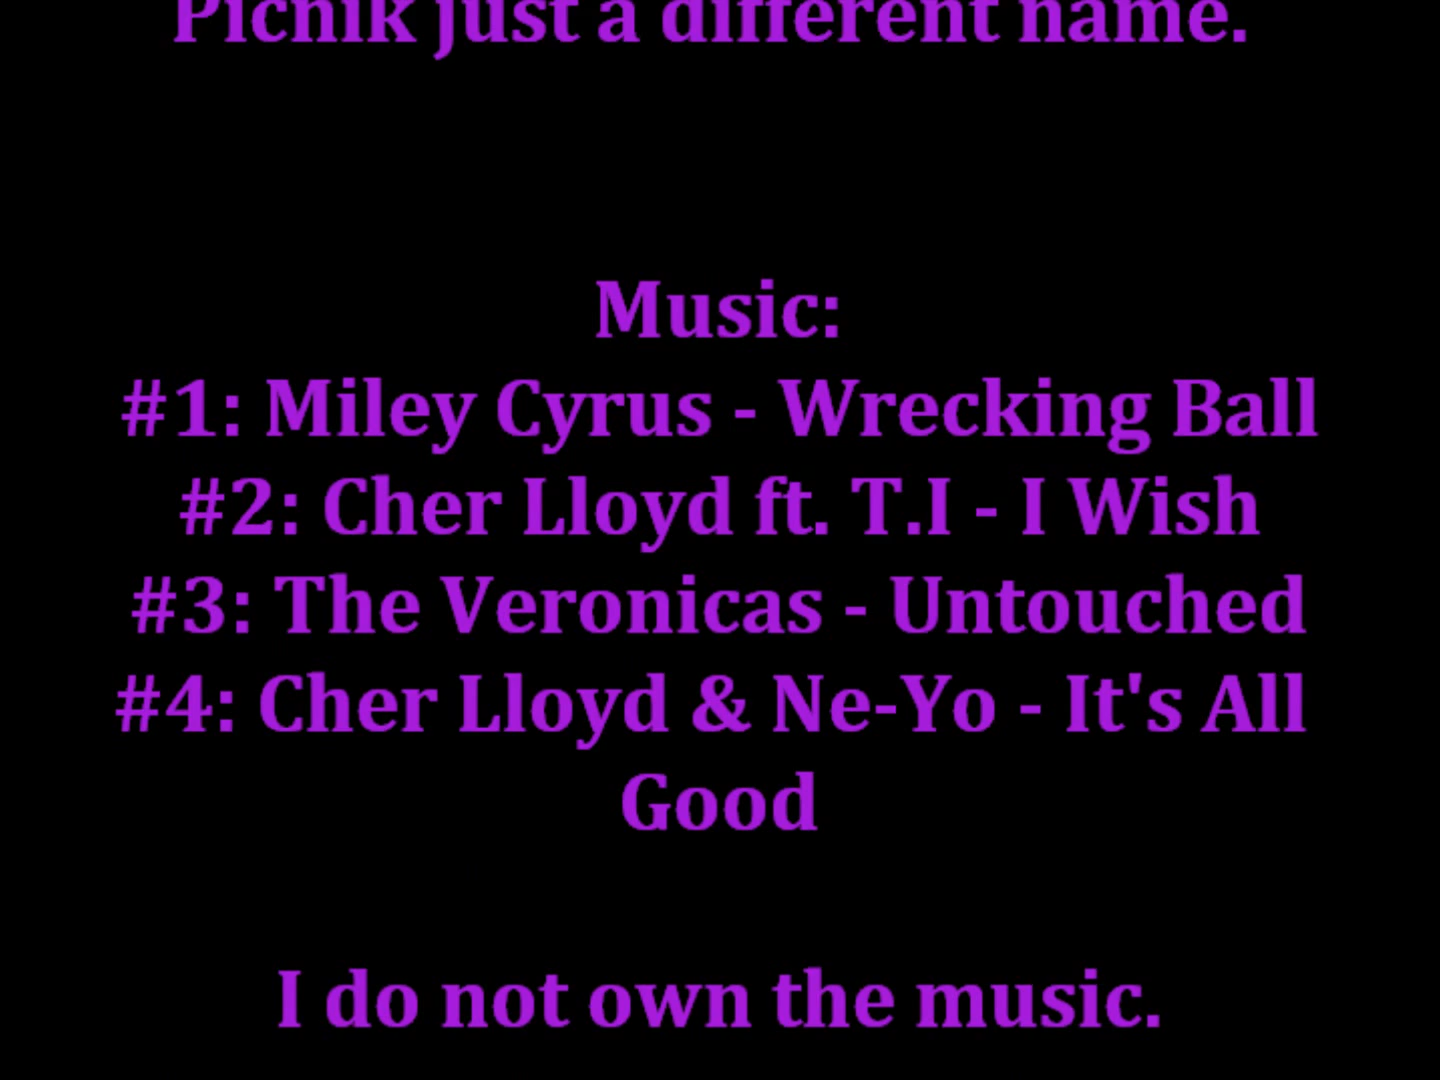 Picnik just a different name.
Music:
#1: Miley Cyrus - Wrecking Ball
#2: Cher Lloyd ft. T.I - I Wish
#3: The Veronicas - Untouched
#4: Cher Lloyd & Ne-Yo - It's All
Good
I do not own the music.